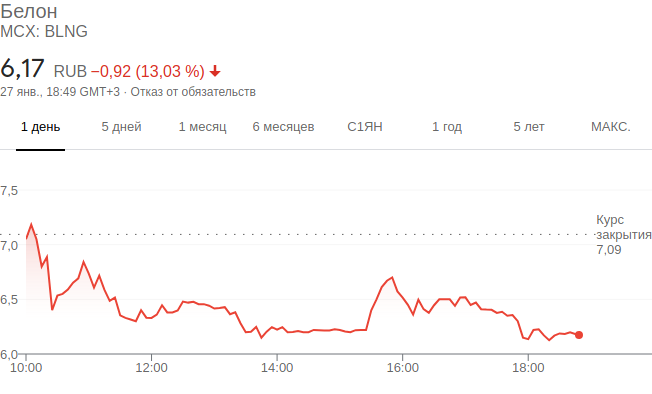 Белон
MCX: BLNG
6,17 RUB −0,92 (13,03 %)
27 янв., 18:49 GMT+3 · Отказ от обязательств
1 день 5 дней 1 месяц 6 месяцев С1ЯН 1 год 5 лет МАКС.
7,5
Курс
закрытия
7,09
7,0
6,5
6,0
10:00 12:00 14:00 16:00 18:00